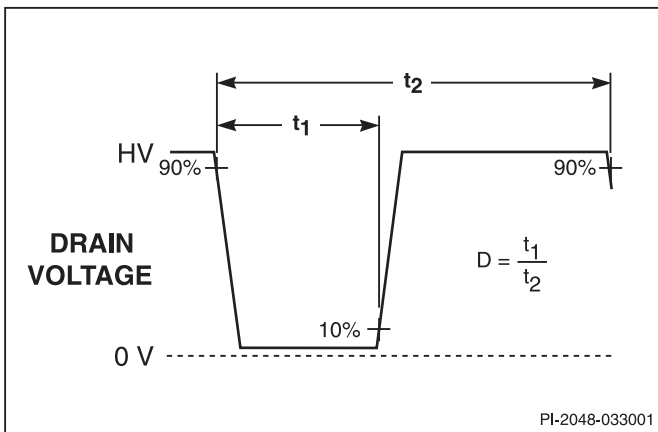 t2
t1
HV
90%
90%
DRAIN
VOLTAGE
D = t1
t2
10%
0 V
PI-2048-033001